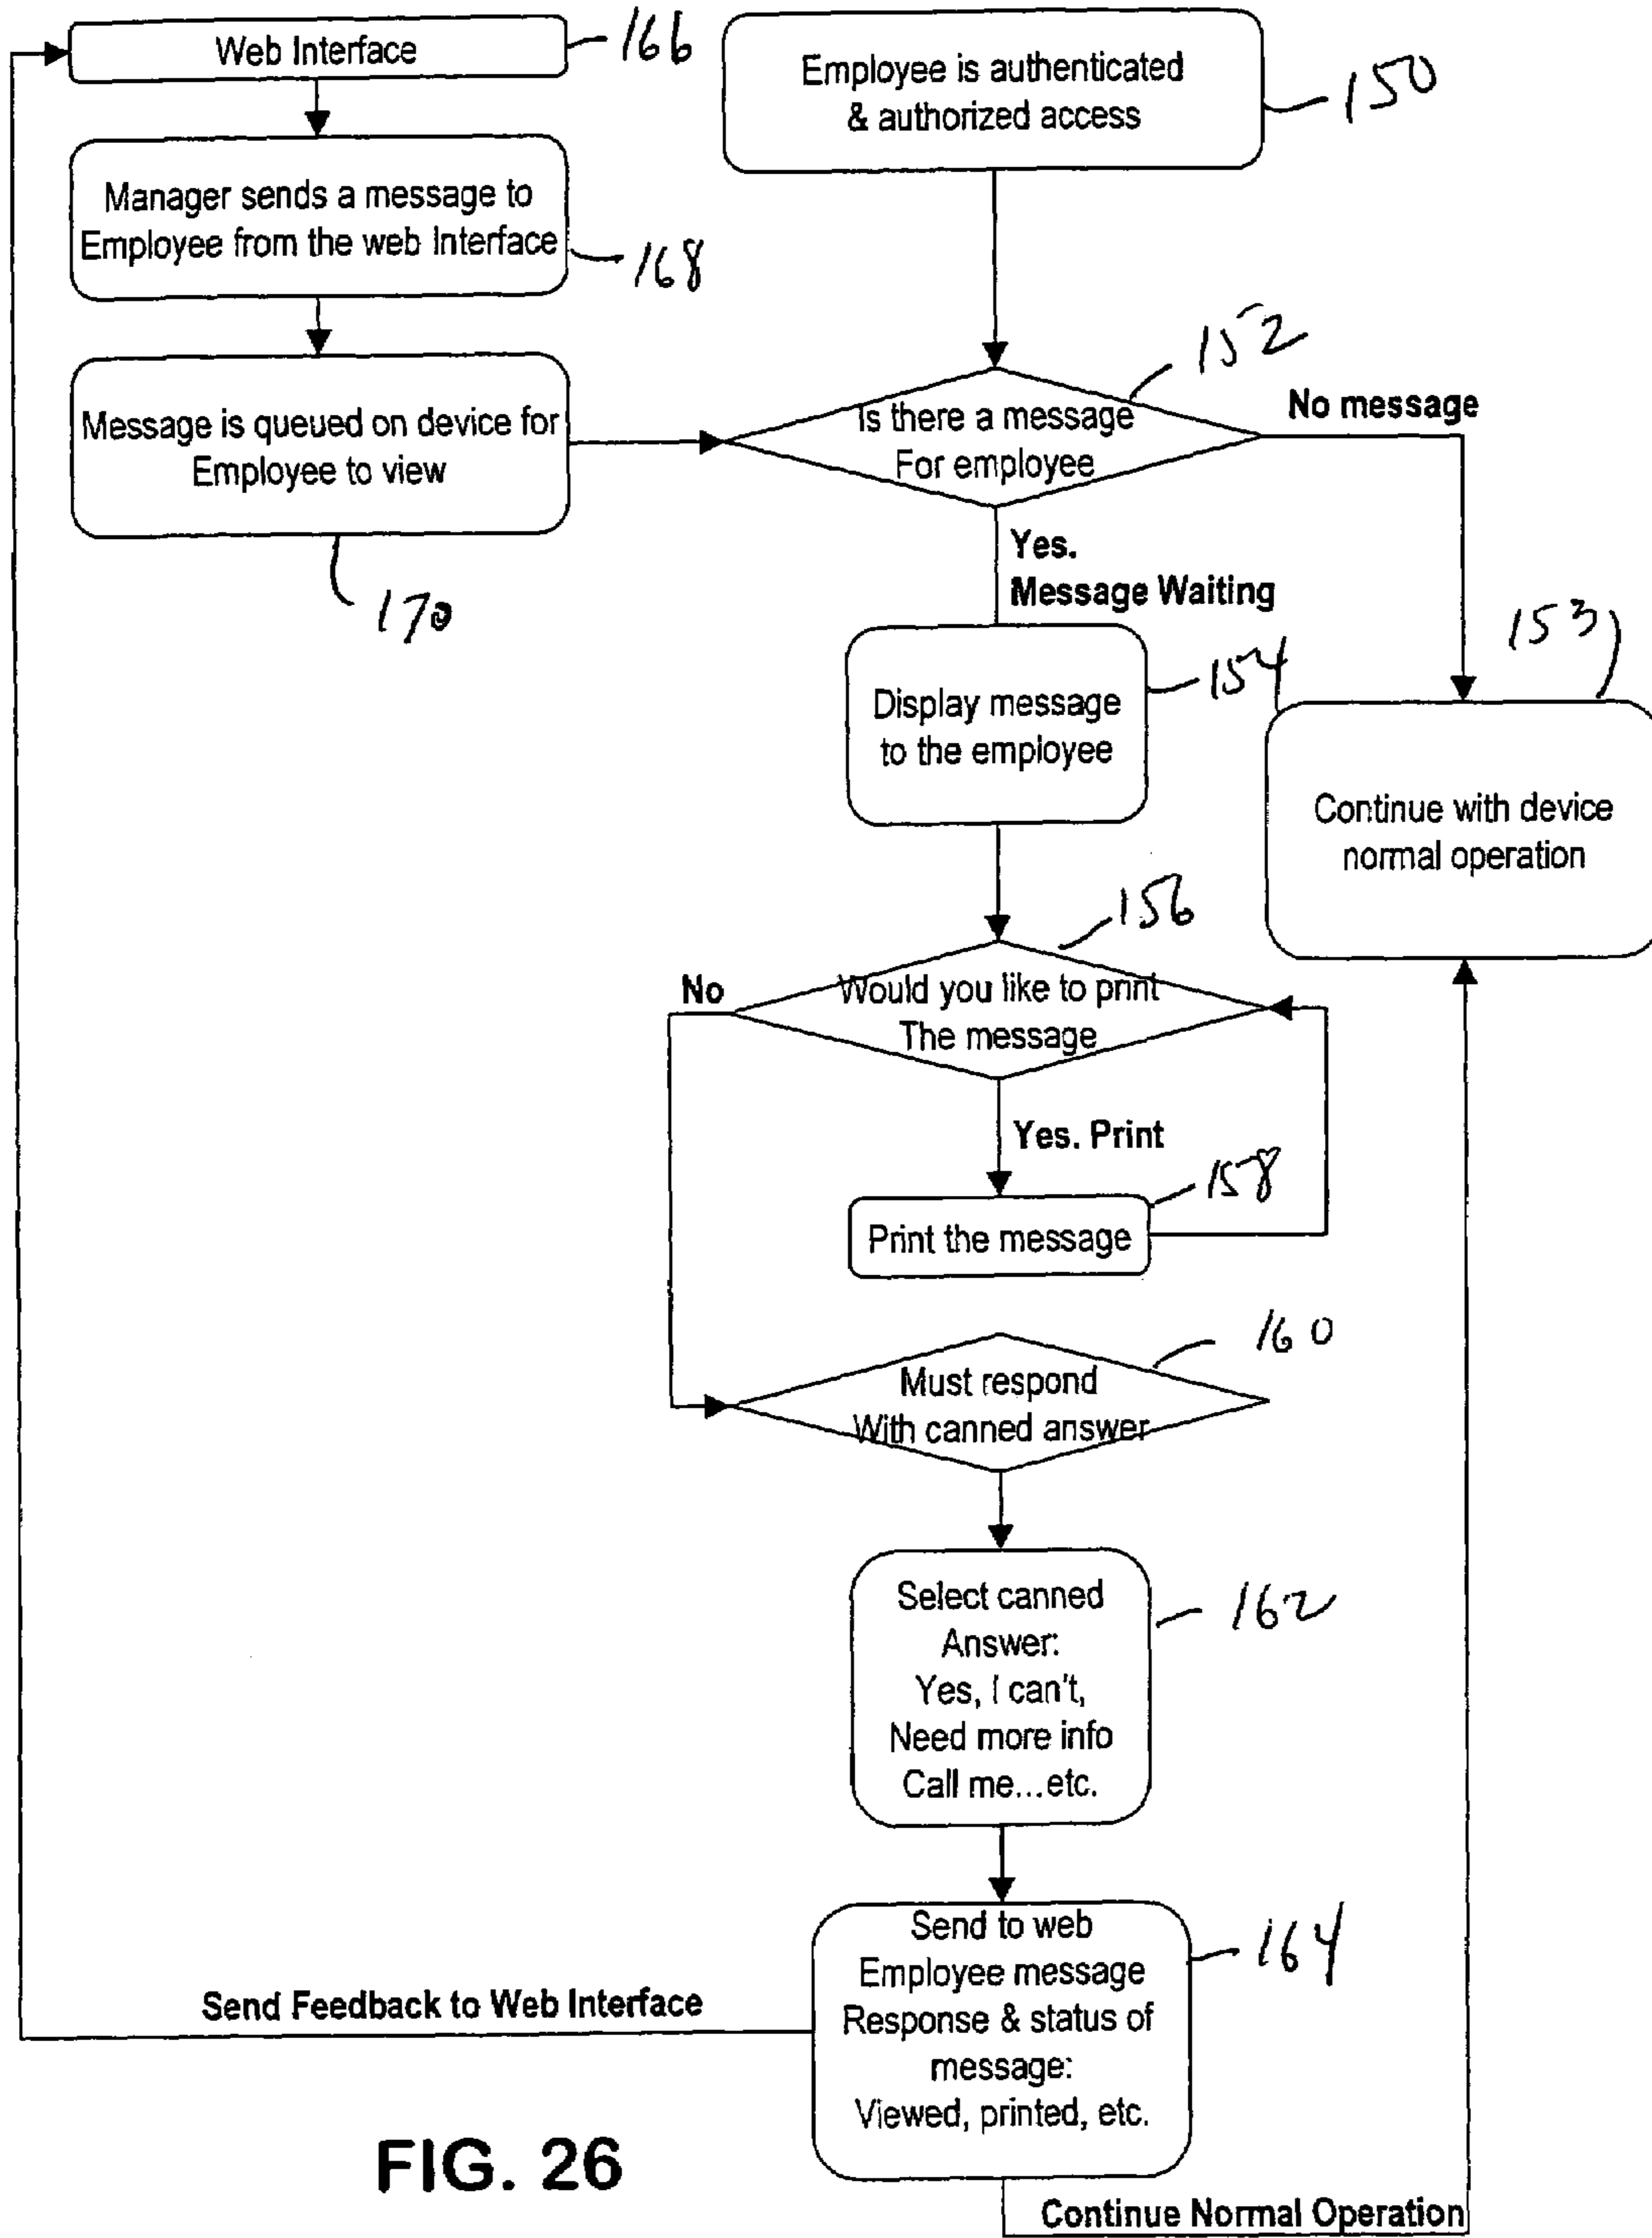 Web Interface
166
Employee is authenticated
& authorized access
150
Manager sends a message to
Employee from the web Interface
168
152
Message is queued on device for
Employee to view
170
Is there a message
For employee
No message
Yes.
Message Waiting
153
Display message
to the employee
154
Continue with device
normal operation
156
No
Would you like to print
The message
Yes. Print
158
Print the message
160
Must respond
With canned answer
Select canned
Answer:
Yes, I can't,
Need more info
Call me...etc.
162
Send to web
Employee message
Response & status of
message:
Viewed, printed, etc.
164
Send Feedback to Web Interface
FIG. 26
Continue Normal Operation